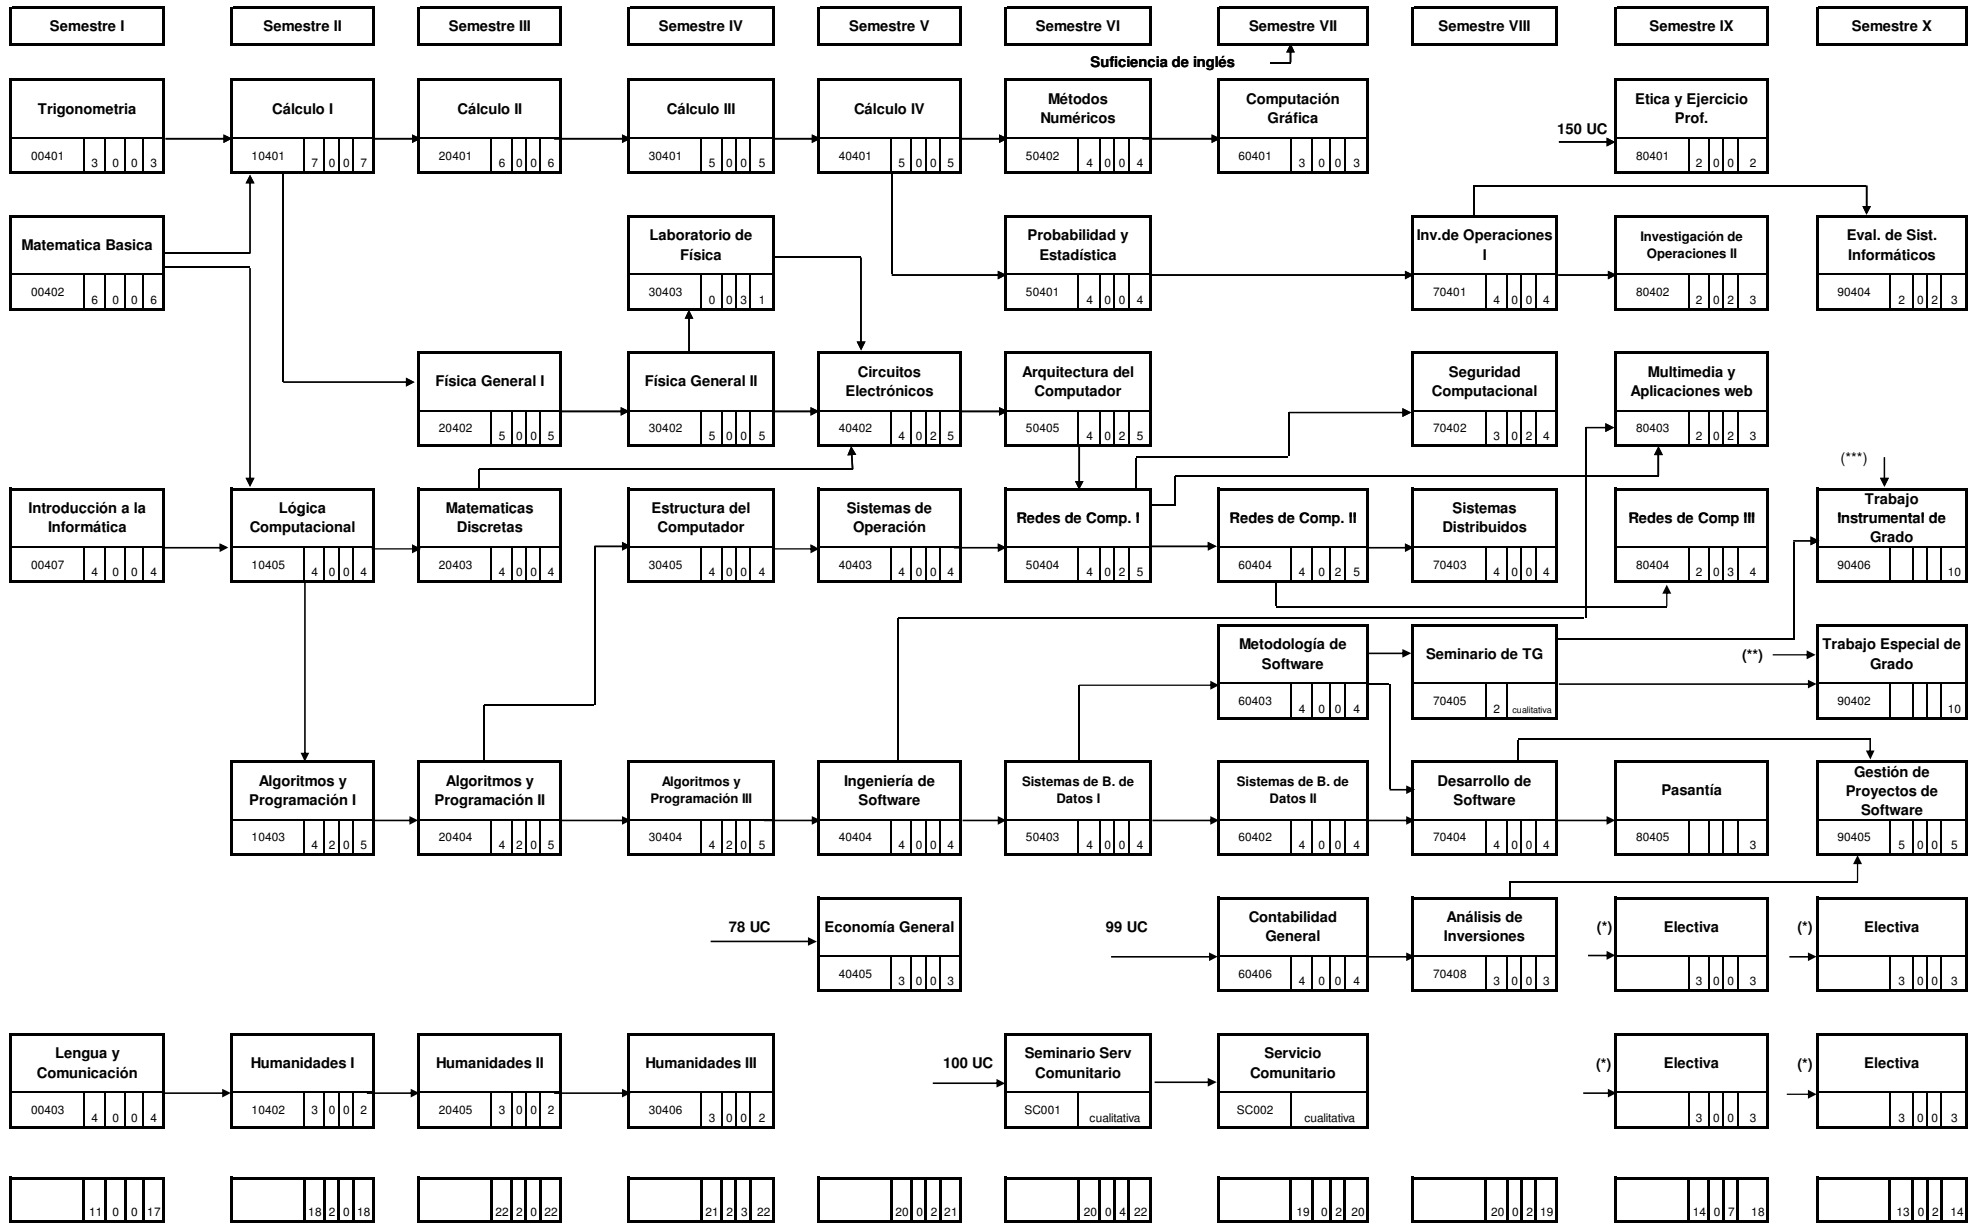 Semestre I
Semestre II
Semestre III
Semestre IV
Semestre V
Semestre VI
Semestre VII
Semestre VIII
Semestre IX
Semestre X
Suficiencia de inglés
Trigonometria
00401 3 0 0 3
Cálculo I
10401 7 0 0 7
Cálculo II
20401 6 0 0 6
Cálculo III
30401 5 0 0 5
Cálculo IV
40401 5 0 0 5
Métodos
Numéricos
50402 4 0 0 4
Computación
Gráfica
60401 3 0 0 3
150 UC
Etica y Ejercicio
Prof.
80401 2 0 0 2
Matematica Basica
00402 6 0 0 6
Laboratorio de
Física
30403 0 0 3 1
Probabilidad y
Estadística
50401 4 0 0 4
Inv.de Operaciones
I
70401 4 0 0 4
Investigación de
Operaciones II
80402 2 0 2 3
Eval. de Sist.
Informáticos
90404 2 0 2 3
Física General I
20402 5 0 0 5
Física General II
30402 5 0 0 5
Circuitos
Electrónicos
40402 4 0 2 5
Arquitectura del
Computador
50405 4 0 2 5
Seguridad
Computacional
70402 3 0 2 4
Multimedia y
Aplicaciones web
80403 2 0 2 3
(***)
Introducción a la
Informática
00407 4 0 0 4
Lógica
Computacional
10405 4 0 0 4
Matematicas
Discretas
20403 4 0 0 4
Estructura del
Computador
30405 4 0 0 4
Sistemas de
Operación
40403 4 0 0 4
Redes de Comp. I
50404 4 0 2 5
Redes de Comp. II
60404 4 0 2 5
Sistemas
Distribuidos
70403 4 0 0 4
Redes de Comp III
80404 2 0 3 4
Trabajo
Instrumental de
Grado
90406 10
Metodología de
Software
60403 4 0 0 4
Seminario de TG
70405 2 cualitativa
(**)
Trabajo Especial de
Grado
90402 10
Algoritmos y
Programación I
10403 4 2 0 5
Algoritmos y
Programación II
20404 4 2 0 5
Algoritmos y
Programación III
30404 4 2 0 5
Ingeniería de
Software
40404 4 0 0 4
Sistemas de B. de
Datos I
50403 4 0 0 4
Sistemas de B. de
Datos II
60402 4 0 0 4
Desarrollo de
Software
70404 4 0 0 4
Pasantía
80405 3
Gestión de
Proyectos de
Software
90405 5 0 0 5
78 UC
Economía General
40405 3 0 0 3
99 UC
Contabilidad
General
60406 4 0 0 4
Análisis de
Inversiones
70408 3 0 0 3
(*)
Electiva
3 0 0 3
(*)
Electiva
3 0 0 3
Lengua y
Comunicación
00403 4 0 0 4
Humanidades I
10402 3 0 0 2
Humanidades II
20405 3 0 0 2
Humanidades III
30406 3 0 0 2
100 UC
Seminario Serv
Comunitario
SC001 cualitativa
Servicio
Comunitario
SC002 cualitativa
(*)
Electiva
3 0 0 3
(*)
Electiva
3 0 0 3
11 0 0 17
18 2 0 18
22 2 0 22
21 2 3 22
20 0 2 21
20 0 4 22
19 0 2 20
20 0 2 19
14 0 7 18
13 0 2 14